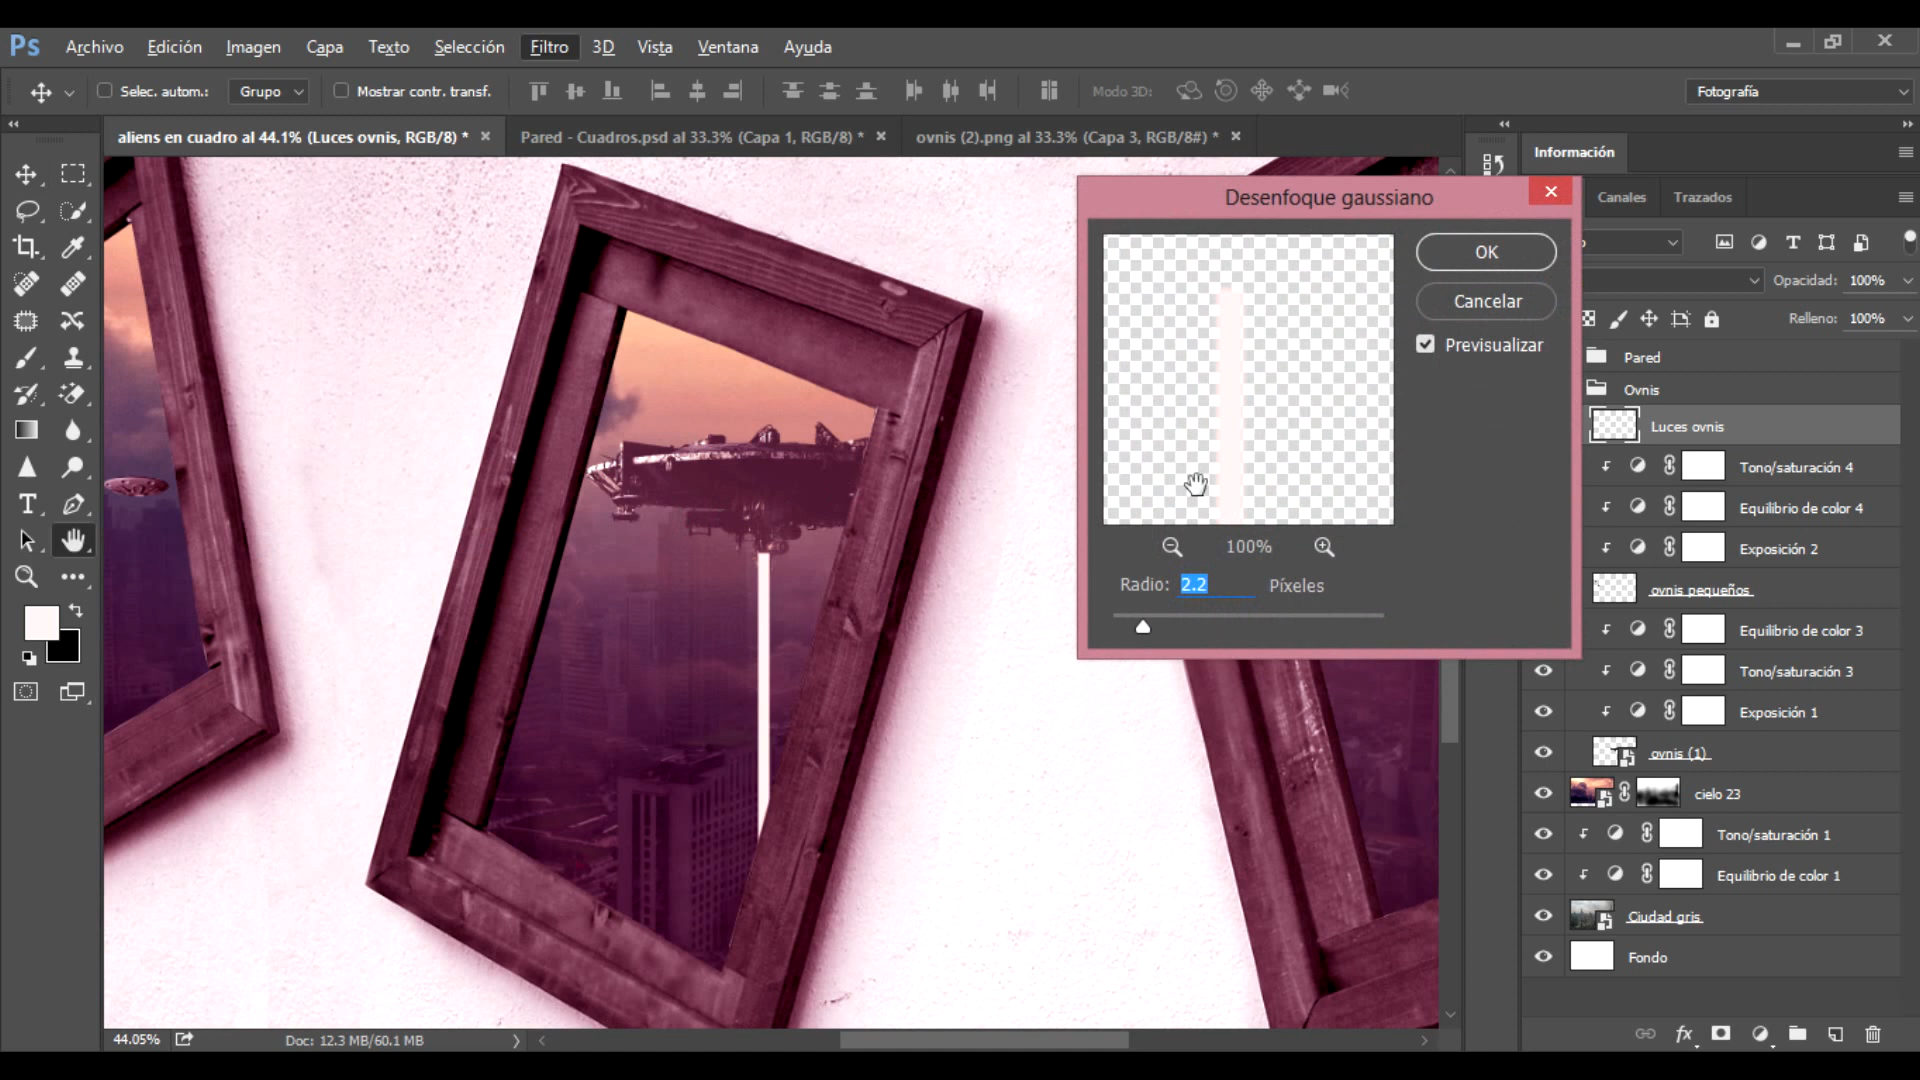 Ps Archivo Edición Imagen Capa Texto Selección Filtro 3D Vista Ventana Ayuda
Selec. autom.: Grupo Mostrar contr. transf. Modo 3D: Fotografía
aliens en cuadro al 44.1% (Luces ovnis, RGB/8) * Pared - Cuadros.psd al 33.3% (Capa 1, RGB/8) * ovnis (2).png al 33.3% (Capa 3, RGB/8#) *
Información
Canales Trazados
Desenfoque gaussiano
OK
Cancelar
Previsualizar
100%
Radio: 2.2 Píxeles
Opacidad: 100%
Relleno: 100%
Pared
Ovnis
Luces ovnis
Tono/saturación 4
Equilibrio de color 4
Exposición 2
ovnis pequeños
Equilibrio de color 3
Tono/saturación 3
Exposición 1
ovnis (1)
cielo 23
Tono/saturación 1
Equilibrio de color 1
Ciudad gris
Fondo
fx
44.05% Doc: 12.3 MB/60.1 MB